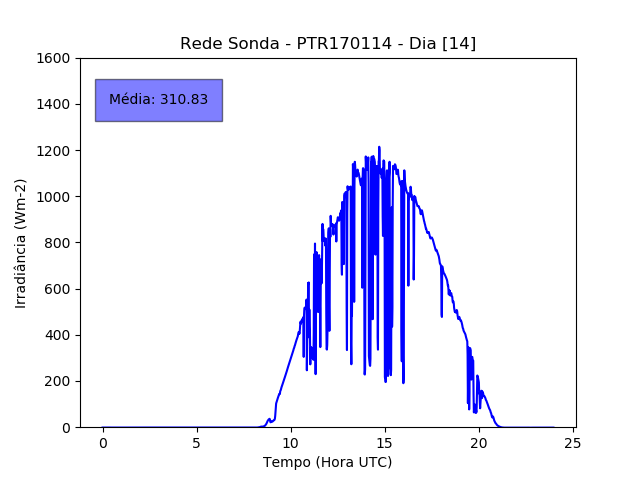 Rede Sonda - PTR170114 - Dia [14]
1600
1400
1200
1000
800
600
400
200
0
Média: 310.83
Irradiância (Wm-2)
0 5 10 15 20 25
Tempo (Hora UTC)